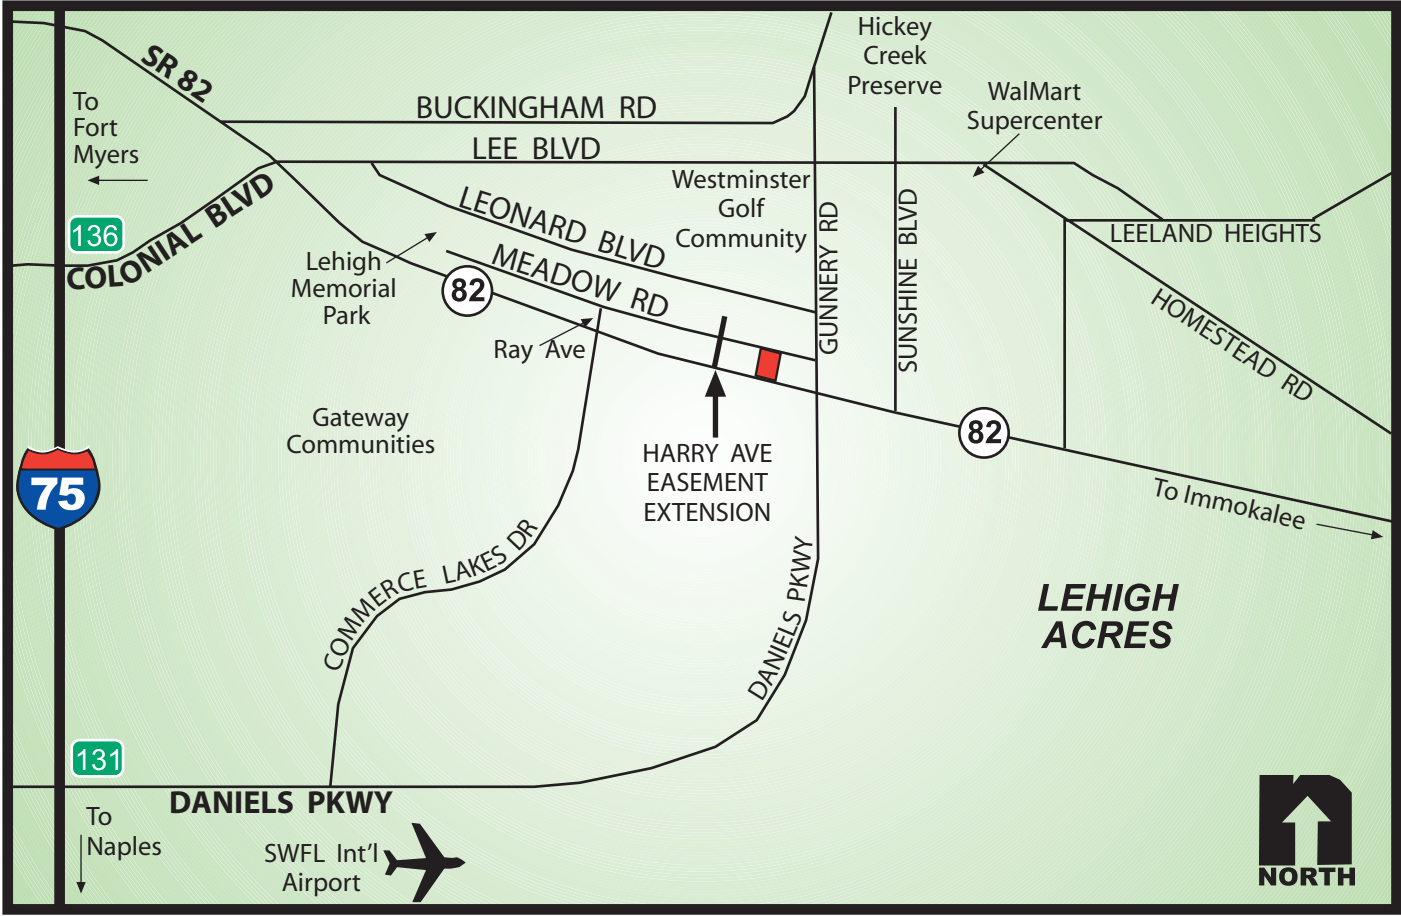 Hickey
Creek
Preserve
SR 82
To
Fort
Myers
BUCKINGHAM RD
WalMart
Supercenter
LEE BLVD
COLONIAL BLVD
136
LEONARD BLVD
Westminster
Golf
Community
GUNNERY RD
SUNSHINE BLVD
LEELAND HEIGHTS
Lehigh
Memorial
Park
MEADOW RD
82
HOMESTEAD RD
Ray Ave
Gateway
Communities
82
HARRY AVE
EASEMENT
EXTENSION
75
To Immokalee
COMMERCE LAKES DR
DANIELS PKWY
LEHIGH
ACRES
131
DANIELS PKWY
To
Naples
SWFL Int'l
Airport
n
NORTH